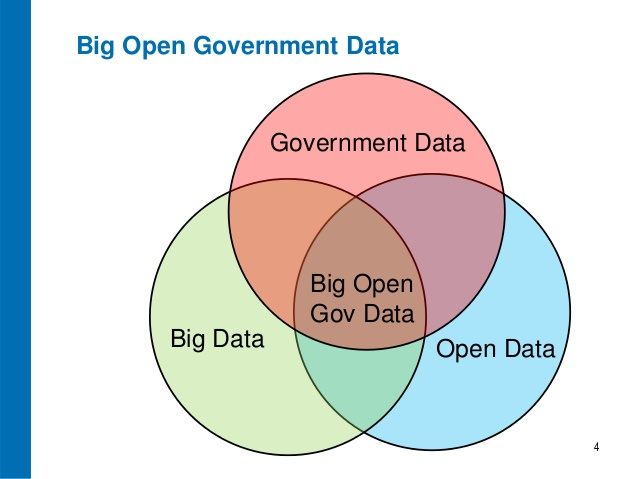 Big Open Government Data
Government Data
Big Open
Gov Data
Big Data
Open Data
4